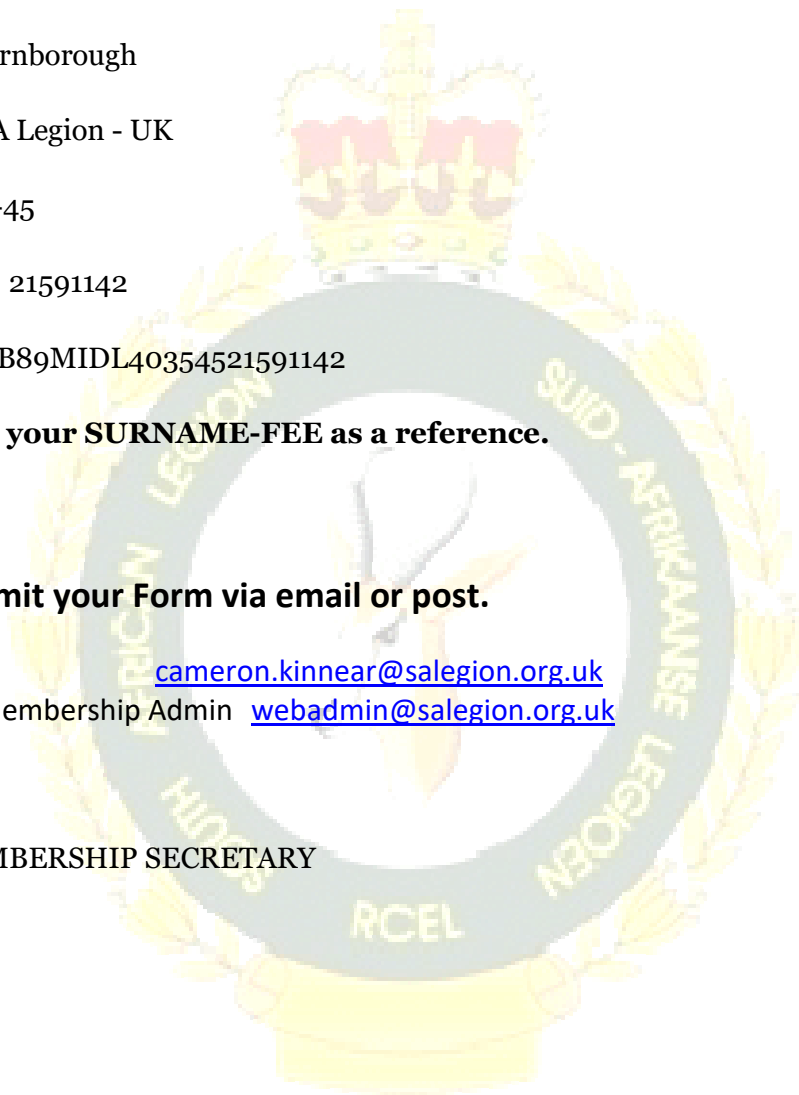 rnborough
A Legion - UK
-45
21591142
B89MIDL40354521591142
your SURNAME-FEE as a reference.
mit your Form via email or post.
cameron.kinnear@salegion.org.uk
embership Admin webadmin@salegion.org.uk
MBERSHIP SECRETARY
SOUTH AFRICAN LEGION
SUID - AFRIKAANSE LEGIOEN
RCEL